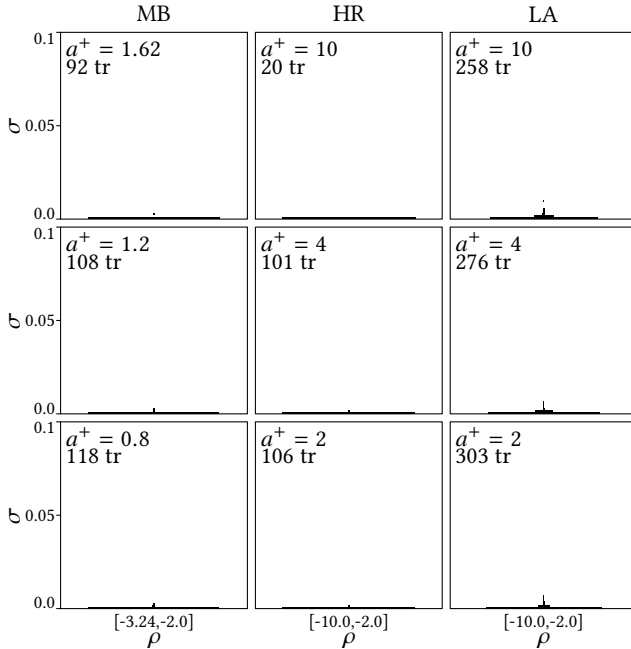 MB HR LA
0.1
a⁺ = 1.62
92 tr
a⁺ = 10
20 tr
a⁺ = 10
258 tr
σ 0.05
0.0
0.1
a⁺ = 1.2
108 tr
a⁺ = 4
101 tr
a⁺ = 4
276 tr
σ 0.05
0.0
0.1
a⁺ = 0.8
118 tr
a⁺ = 2
106 tr
a⁺ = 2
303 tr
σ 0.05
0.0
[-3.24,-2.0] [-10.0,-2.0] [-10.0,-2.0]
ρ ρ ρ